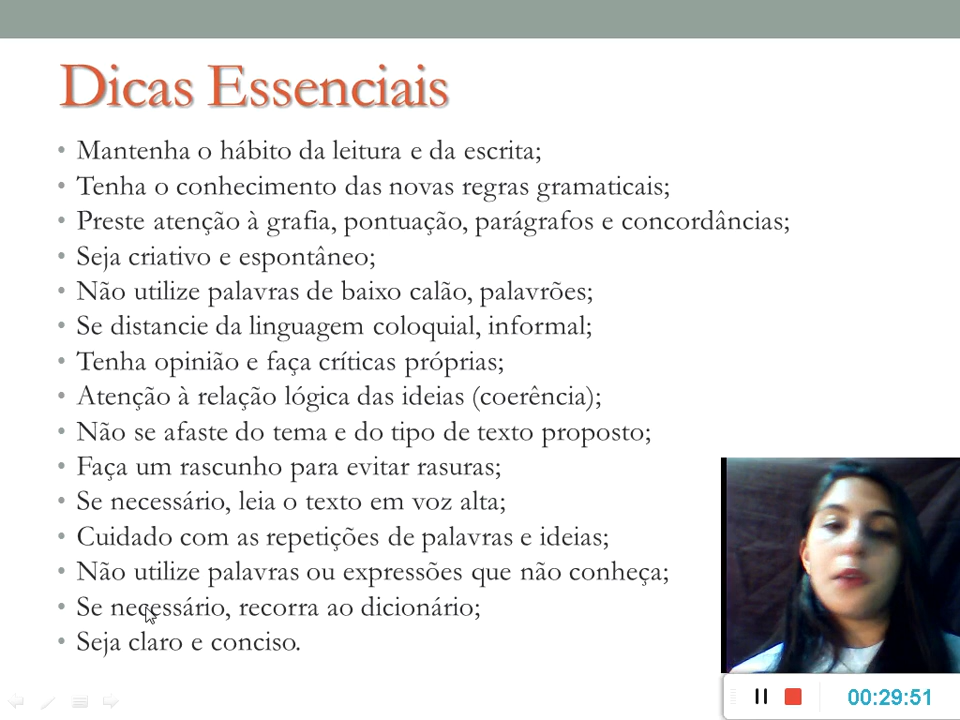 Dicas Essenciais
• Mantenha o hábito da leitura e da escrita;
• Tenha o conhecimento das novas regras gramaticais;
• Preste atenção à grafia, pontuação, parágrafos e concordâncias;
• Seja criativo e espontâneo;
• Não utilize palavras de baixo calão, palavrões;
• Se distancie da linguagem coloquial, informal;
• Tenha opinião e faça críticas próprias;
• Atenção à relação lógica das ideias (coerência);
• Não se afaste do tema e do tipo de texto proposto;
• Faça um rascunho para evitar rasuras;
• Se necessário, leia o texto em voz alta;
• Cuidado com as repetições de palavras e ideias;
• Não utilize palavras ou expressões que não conheça;
• Se necessário, recorra ao dicionário;
• Seja claro e conciso.
00:29:51